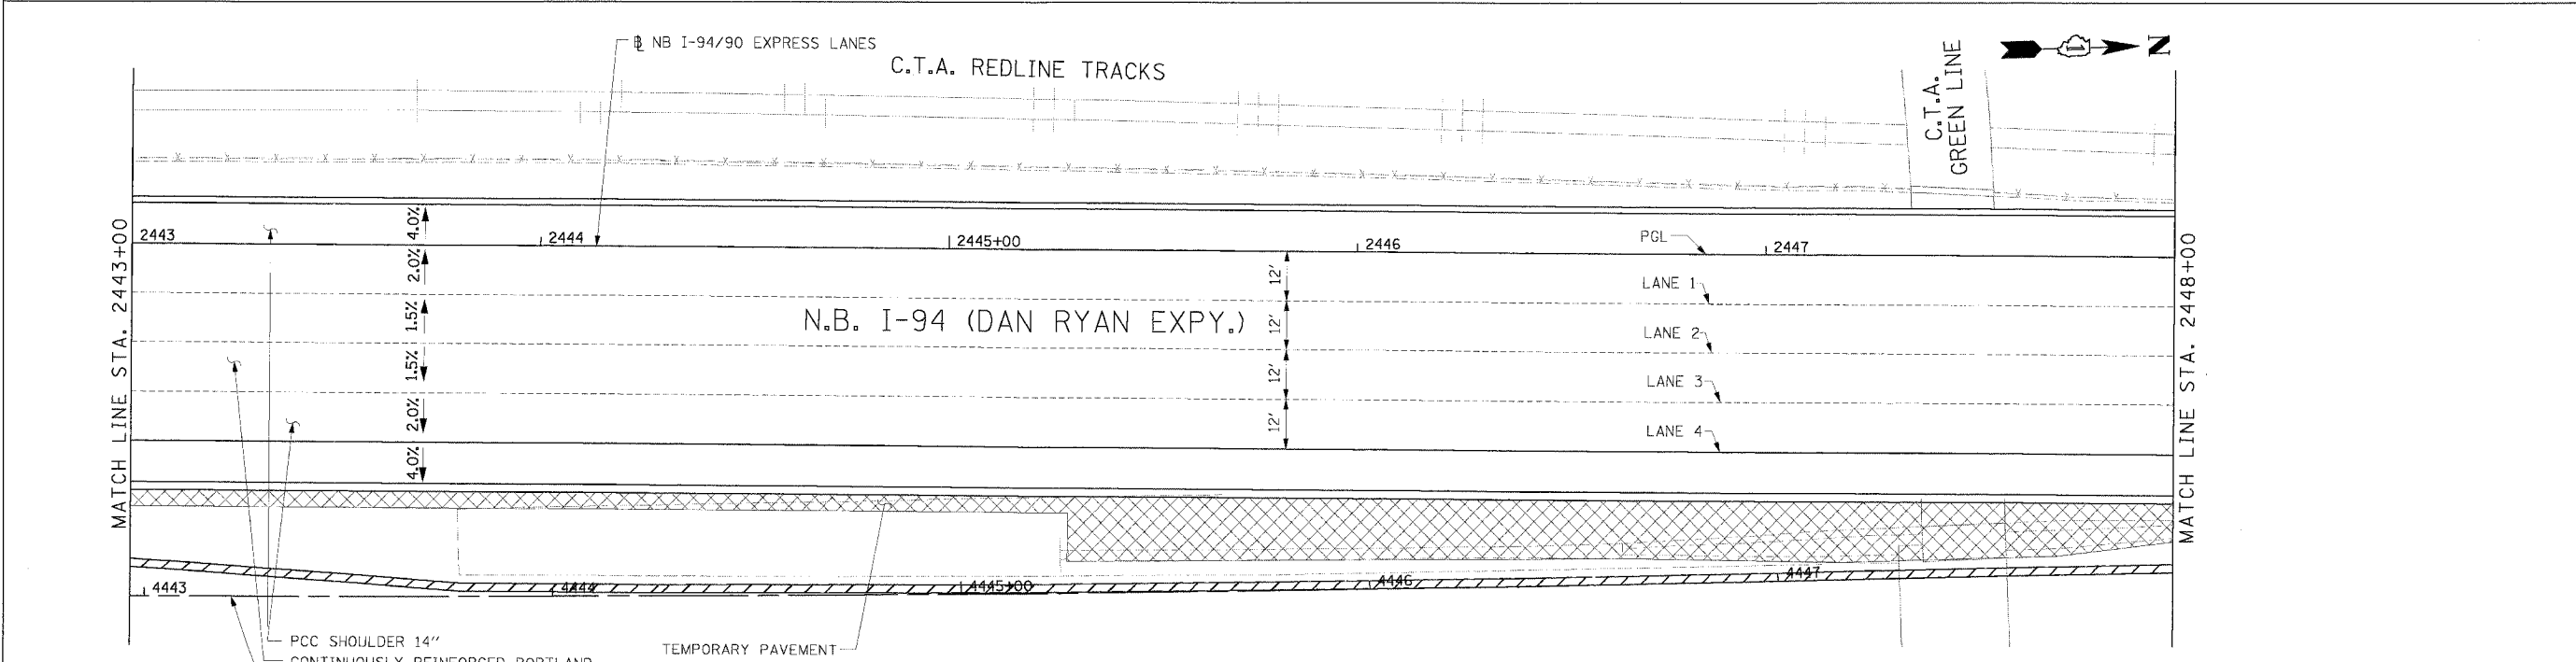 NB I-94/90 EXPRESS LANES
C.T.A. REDLINE TRACKS
C.T.A.
GREEN LINE
N
MATCH LINE STA. 2443+00
2443
2444
2445+00
2446
2447
PGL
4.0%
2.0%
1.5%
1.5%
2.0%
4.0%
12'
12'
12'
12'
N.B. I-94 (DAN RYAN EXPY.)
LANE 1
LANE 2
LANE 3
LANE 4
MATCH LINE STA. 2448+00
4443
4444
4445+00
4446
4447
PCC SHOULDER 14"
CONTINUOUSLY REINFORCED PORTLAND
TEMPORARY PAVEMENT